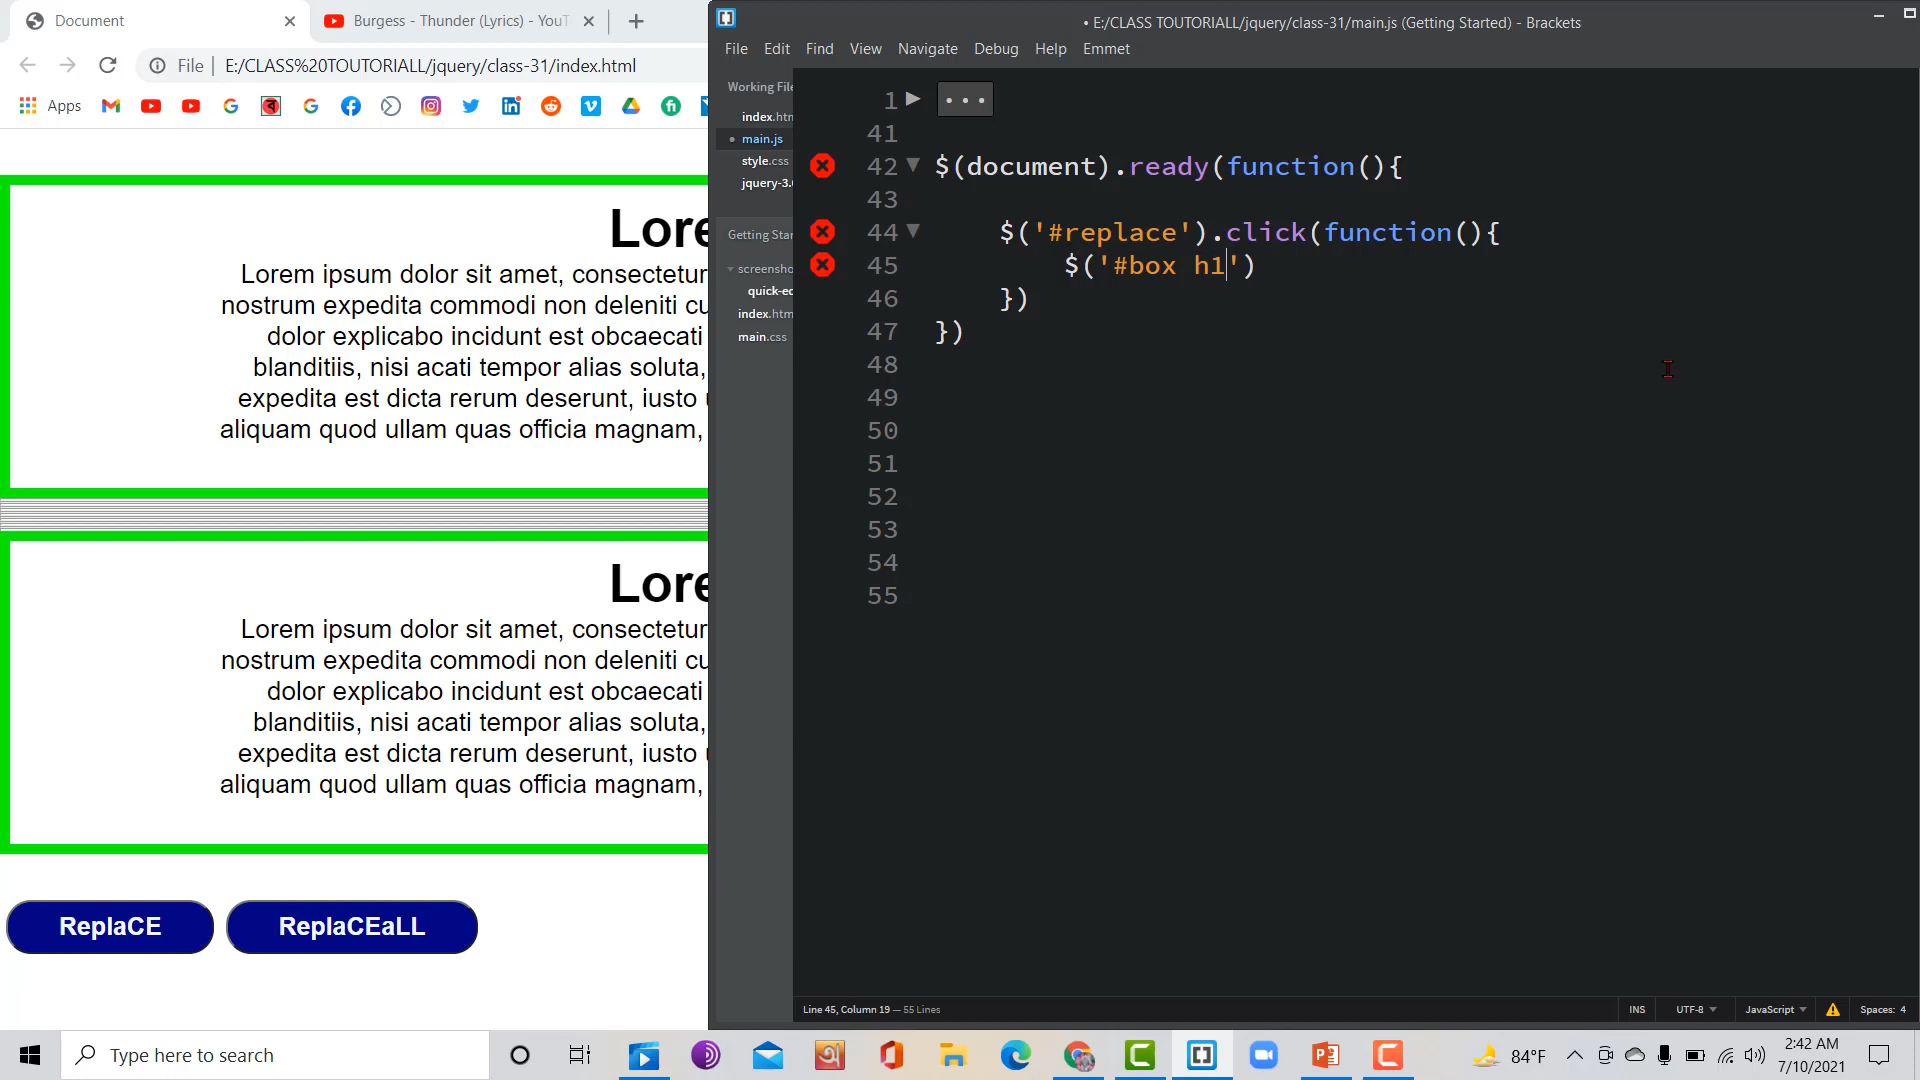 Document
Burgess - Thunder (Lyrics) - YouT
File
E:/CLASS%20TOUTORIALL/jquery/class-31/index.html
Apps
Lore
Lorem ipsum dolor sit amet, consectetur
nostrum expedita commodi non deleniti cu
dolor explicabo incidunt est obcaecati
blanditiis, nisi acati tempor alias soluta,
expedita est dicta rerum deserunt, iusto
aliquam quod ullam quas officia magnam,
Lore
Lorem ipsum dolor sit amet, consectetur
nostrum expedita commodi non deleniti cu
dolor explicabo incidunt est obcaecati
blanditiis, nisi acati tempor alias soluta,
expedita est dicta rerum deserunt, iusto
aliquam quod ullam quas officia magnam,
ReplaCE ReplaCEaLL
• E:/CLASS TOUTORIALL/jquery/class-31/main.js (Getting Started) - Brackets
File Edit Find View Navigate Debug Help Emmet
Working File
index.htm
main.js
style.css
jquery-3.
Getting Star
screensho
quick-ed
index.htm
main.css
1 ...
41
42 $(document).ready(function(){
43
44 $('#replace').click(function(){
45 $('#box h1')
46 })
47 })
48
49
50
51
52
53
54
55
Line 45, Column 19 — 55 Lines
INS UTF-8 JavaScript Spaces: 4
Type here to search
84°F
2:42 AM
7/10/2021